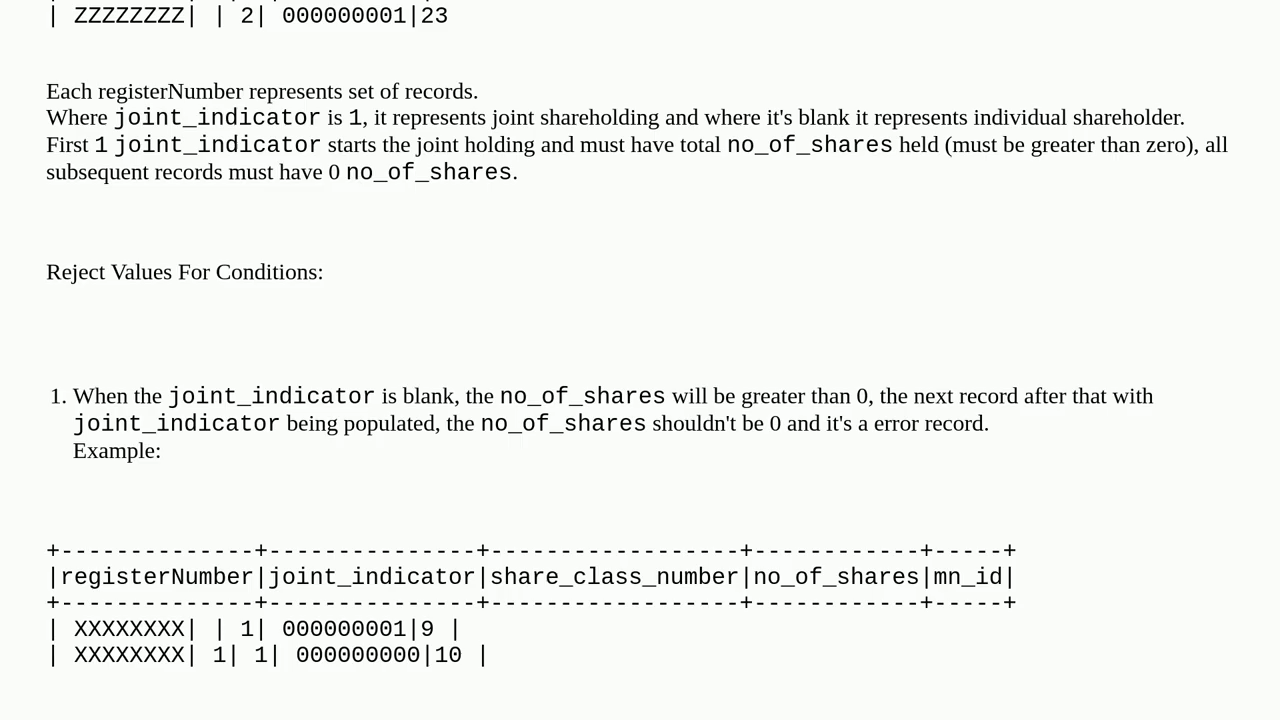 | ZZZZZZZZ| | 2| 000000001|23
Each registerNumber represents set of records.
Where joint_indicator is 1, it represents joint shareholding and where it's blank it represents individual shareholder.
First 1 joint_indicator starts the joint holding and must have total no_of_shares held (must be greater than zero), all
subsequent records must have 0 no_of_shares.
Reject Values For Conditions:
1. When the joint_indicator is blank, the no_of_shares will be greater than 0, the next record after that with
joint_indicator being populated, the no_of_shares shouldn't be 0 and it's a error record.
Example:
+--------------+---------------+------------------+------------+-----+
|registerNumber|joint_indicator|share_class_number|no_of_shares|mn_id|
+--------------+---------------+------------------+------------+-----+
| XXXXXXXX| | 1| 000000001|9 |
| XXXXXXXX| 1| 1| 000000000|10 |